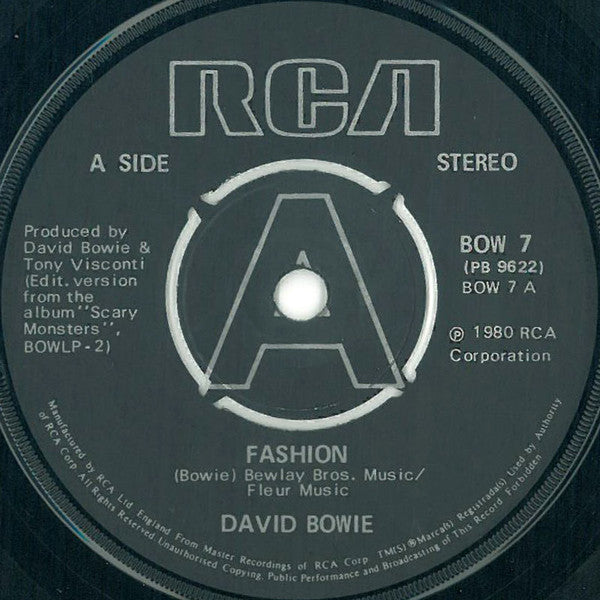 RCA
A SIDE
STEREO
A
Produced by
David Bowie &
Tony Visconti
(Edit. version
from the
album "Scary
Monsters",
BOWLP-2)
BOW 7
(PB 9622)
BOW 7 A
℗ 1980 RCA
Corporation
FASHION
(Bowie) Bewlay Bros. Music/
Fleur Music
DAVID BOWIE
Manufactured by RCA Ltd. England From Master Recordings of RCA Corp TM(S)®Marca(s) Registrada(s) Used by Authority
of RCA Corp All Rights Reserved Unauthorised Copying, Public Performance and Broadcasting of This Record Forbidden